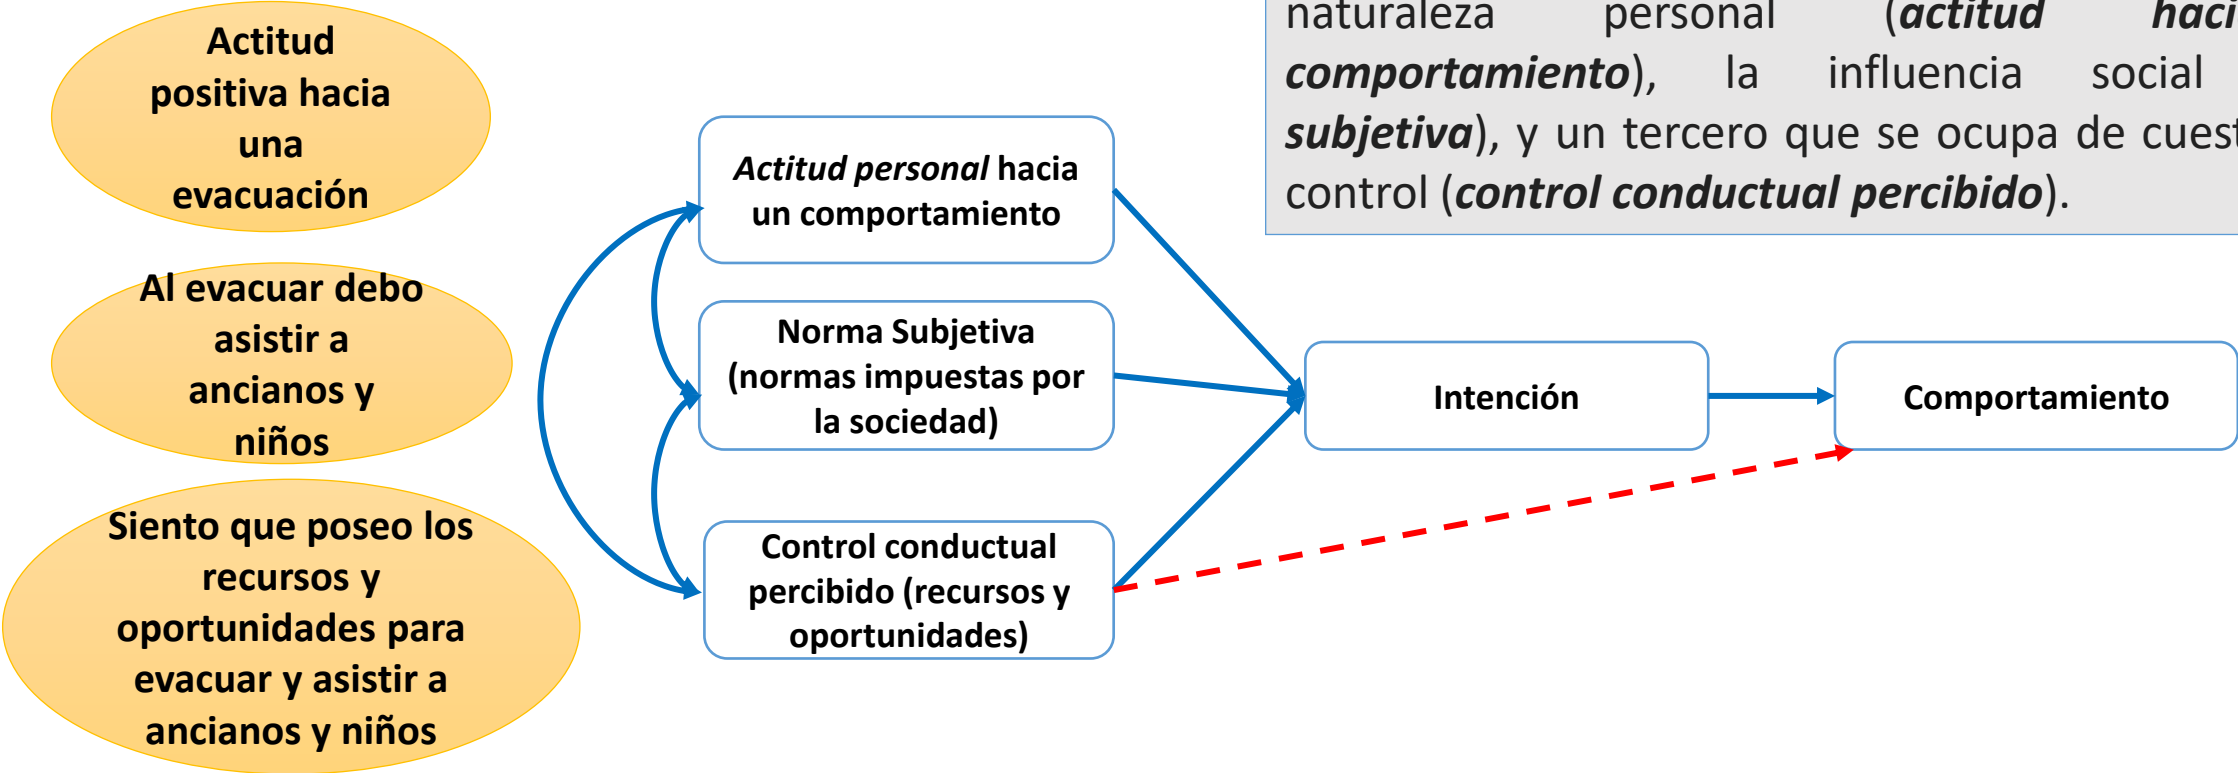 Actitud
positiva hacia
una
evacuación
Al evacuar debo
asistir a
ancianos y
niños
Siento que poseo los
recursos y
oportunidades para
evacuar y asistir a
ancianos y niños
Actitud personal hacia
un comportamiento
Norma Subjetiva
(normas impuestas por
la sociedad)
Control conductual
percibido (recursos y
oportunidades)
Intención
Comportamiento
naturaleza personal (actitud
comportamiento), la influencia social
subjetiva), y un tercero que se ocupa de
control (control conductual percibido).